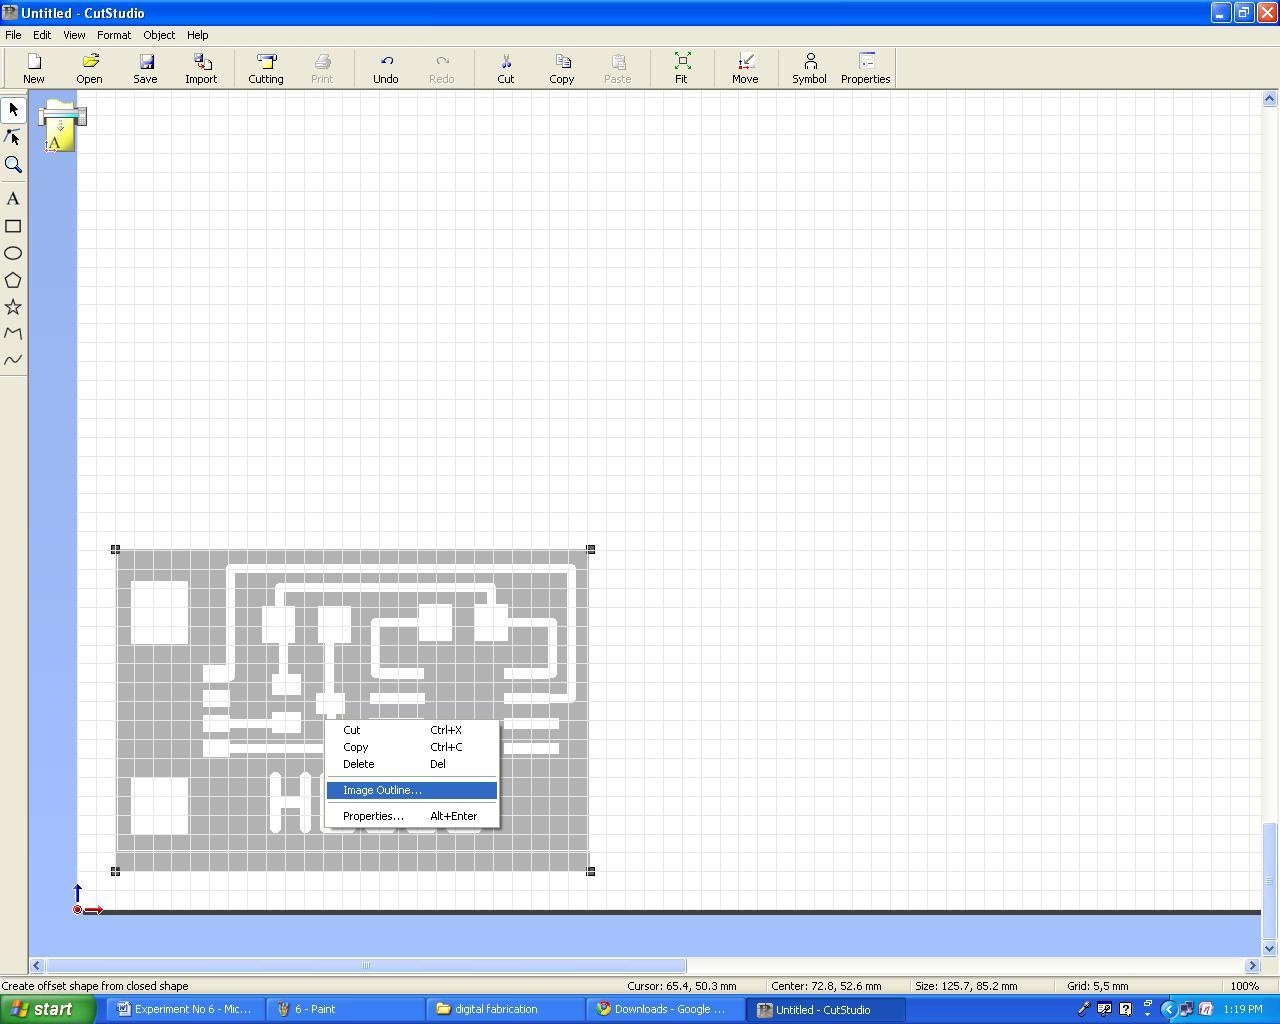 Untitled - CutStudio
File Edit View Format Object Help
New Open Save Import Cutting Print Undo Redo Cut Copy Paste Fit Move Symbol Properties
A
A
Cut Ctrl+X
Copy Ctrl+C
Delete Del
Image Outline...
Properties... Alt+Enter
H
Create offset shape from closed shape Cursor: 65.4, 50.3 mm Center: 72.8, 52.6 mm Size: 125.7, 85.2 mm Grid: 5,5 mm 100%
start Experiment No 6 - Mic... 6 - Paint digital fabrication Downloads - Google ... Untitled - CutStudio 1:19 PM